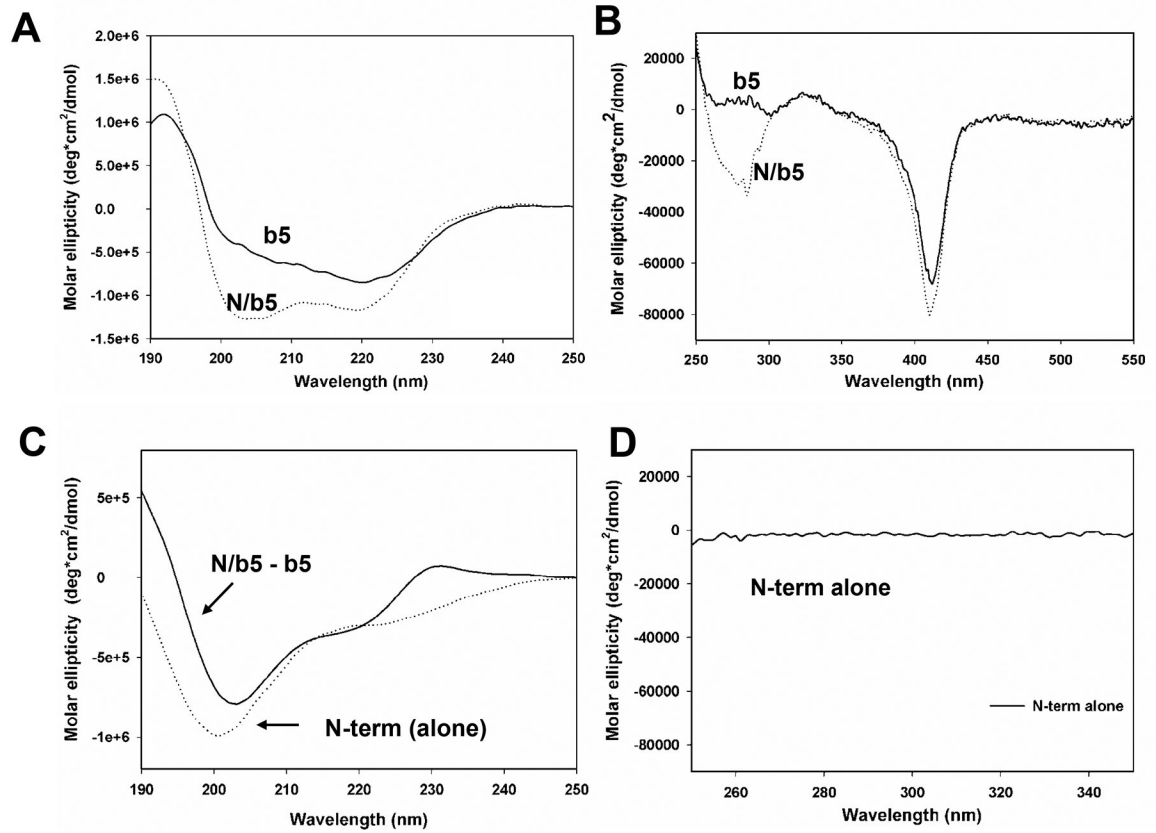 A
Molar ellipticity (deg*cm2/dmol)
2.0e+6
1.5e+6
1.0e+6
5.0e+5
0.0
-5.0e+5
-1.0e+6
-1.5e+6
b5
N/b5
190 200 210 220 230 240 250
Wavelength (nm)
B
Molar ellipticity (deg*cm2/dmol)
20000
0
-20000
-40000
-60000
-80000
b5
N/b5
250 300 350 400 450 500 550
Wavelength (nm)
C
Molar ellipticity (deg*cm2/dmol)
5e+5
0
-5e+5
-1e+6
N/b5 - b5
N-term (alone)
190 200 210 220 230 240 250
Wavelength (nm)
D
Molar ellipticity (deg*cm2/dmol)
20000
0
-20000
-40000
-60000
-80000
N-term alone
N-term alone
260 280 300 320 340
Wavelength (nm)